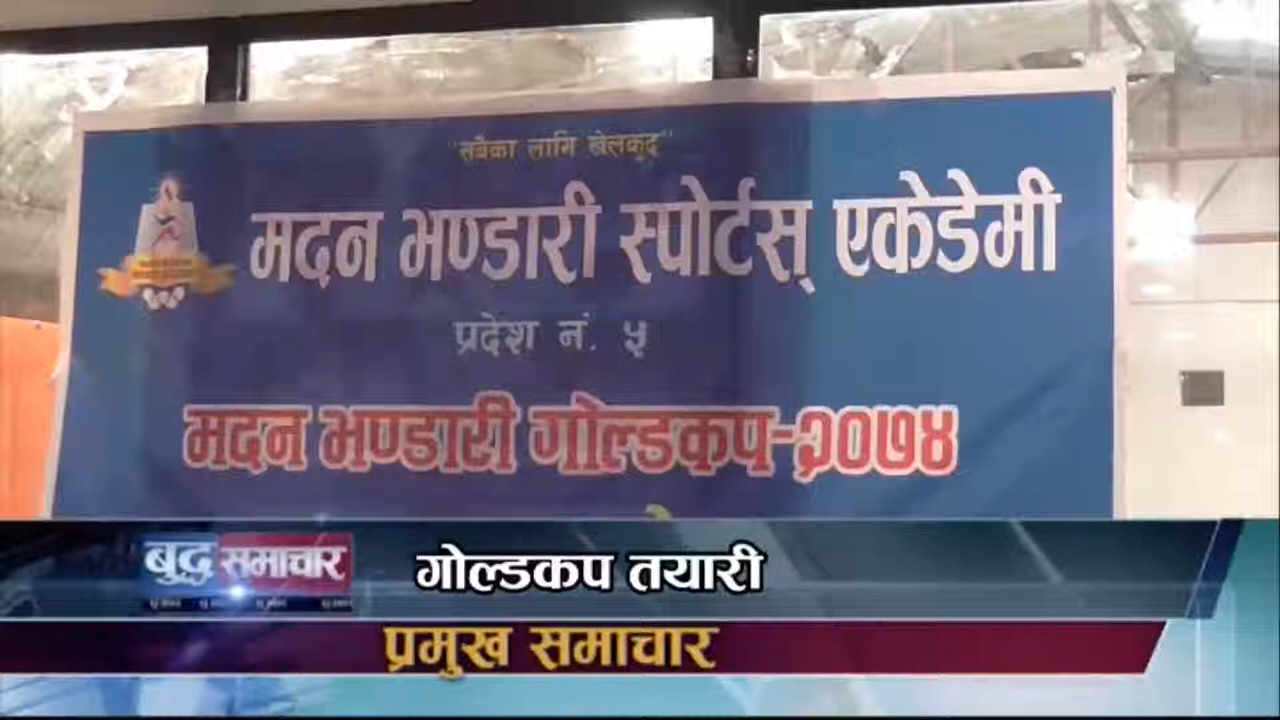 "सबैका लागि खेलकुद"
मदन भण्डारी स्पोर्टस् एकेडेमी
प्रदेश नं. ५
मदन भण्डारी गोल्डकप-२०७४
बुद्ध समाचार
गोल्डकप तयारी
प्रमुख समाचार